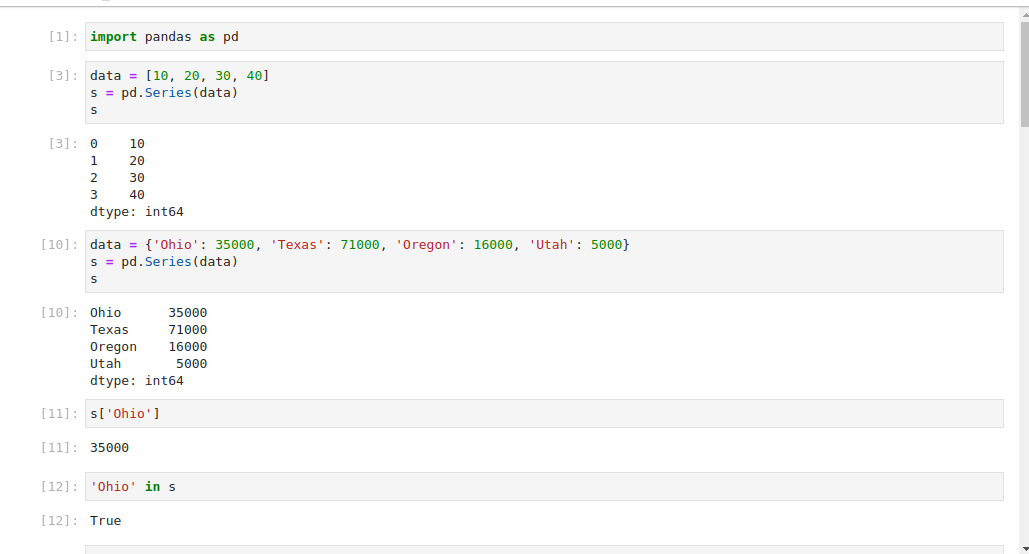 [1]: import pandas as pd
[3]: data = [10, 20, 30, 40]
s = pd.Series(data)
s
[3]: 0    10
1    20
2    30
3    40
dtype: int64
[10]: data = {'Ohio': 35000, 'Texas': 71000, 'Oregon': 16000, 'Utah': 5000}
s = pd.Series(data)
s
[10]: Ohio      35000
Texas     71000
Oregon    16000
Utah       5000
dtype: int64
[11]: s['Ohio']
[11]: 35000
[12]: 'Ohio' in s
[12]: True